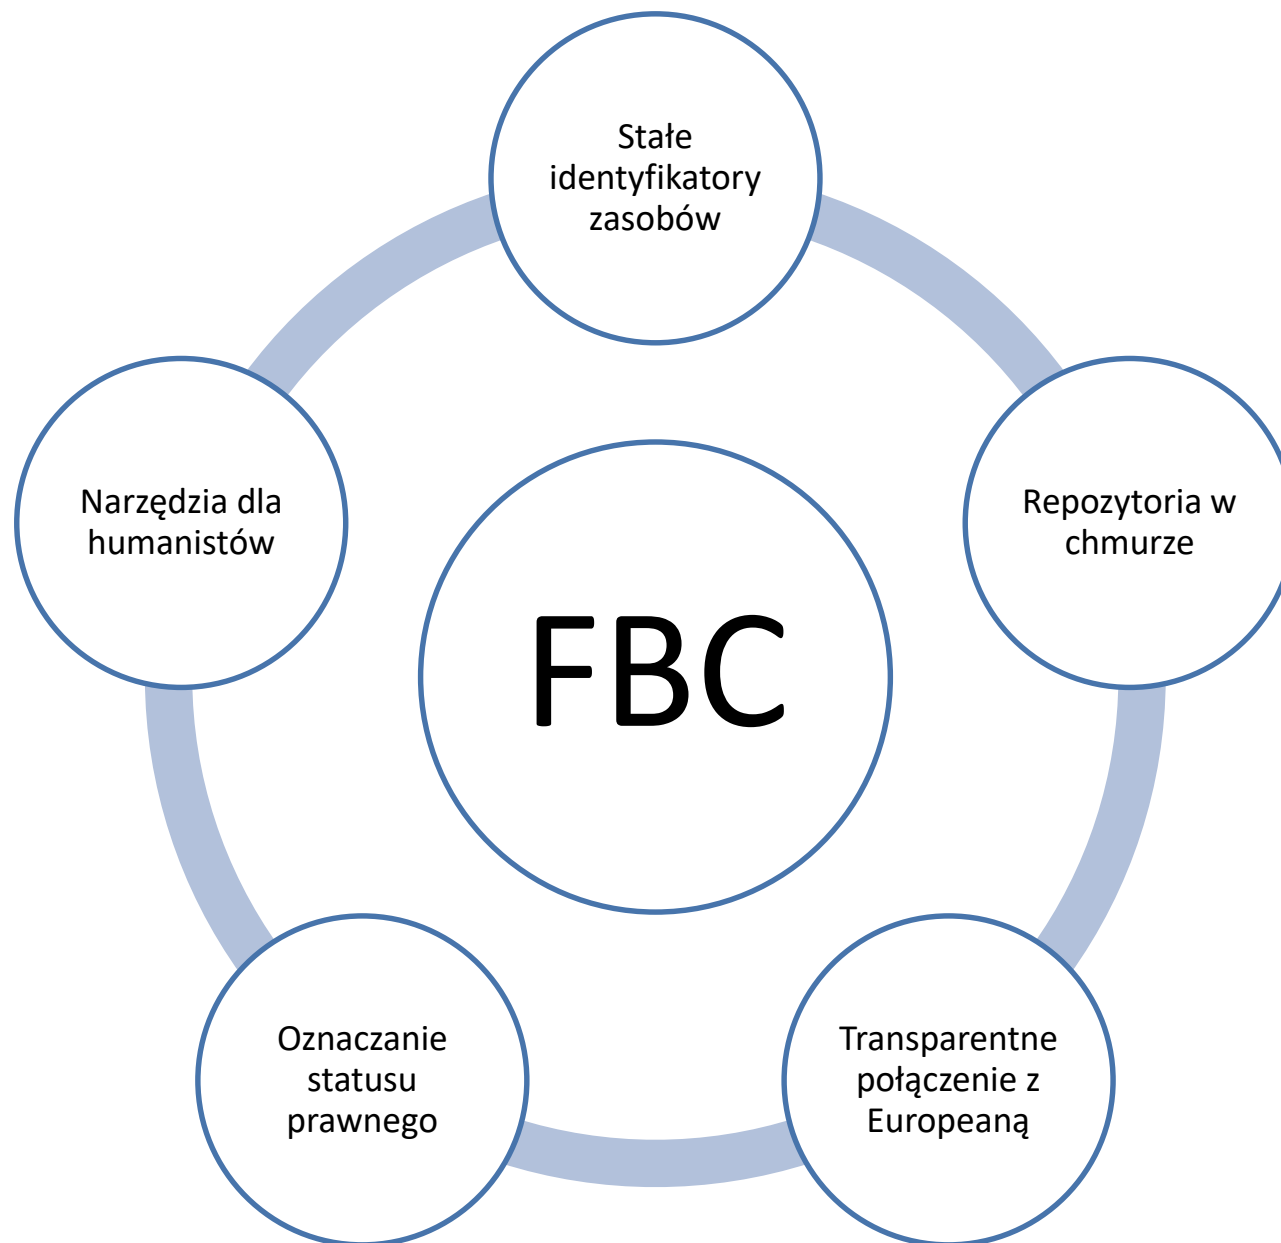 Stałe
identyfikatory
zasobów
Narzędzia dla
humanistów
Repozytoria w
chmurze
FBC
Oznaczanie
statusu
prawnego
Transparentne
połączenie z
Europeaną